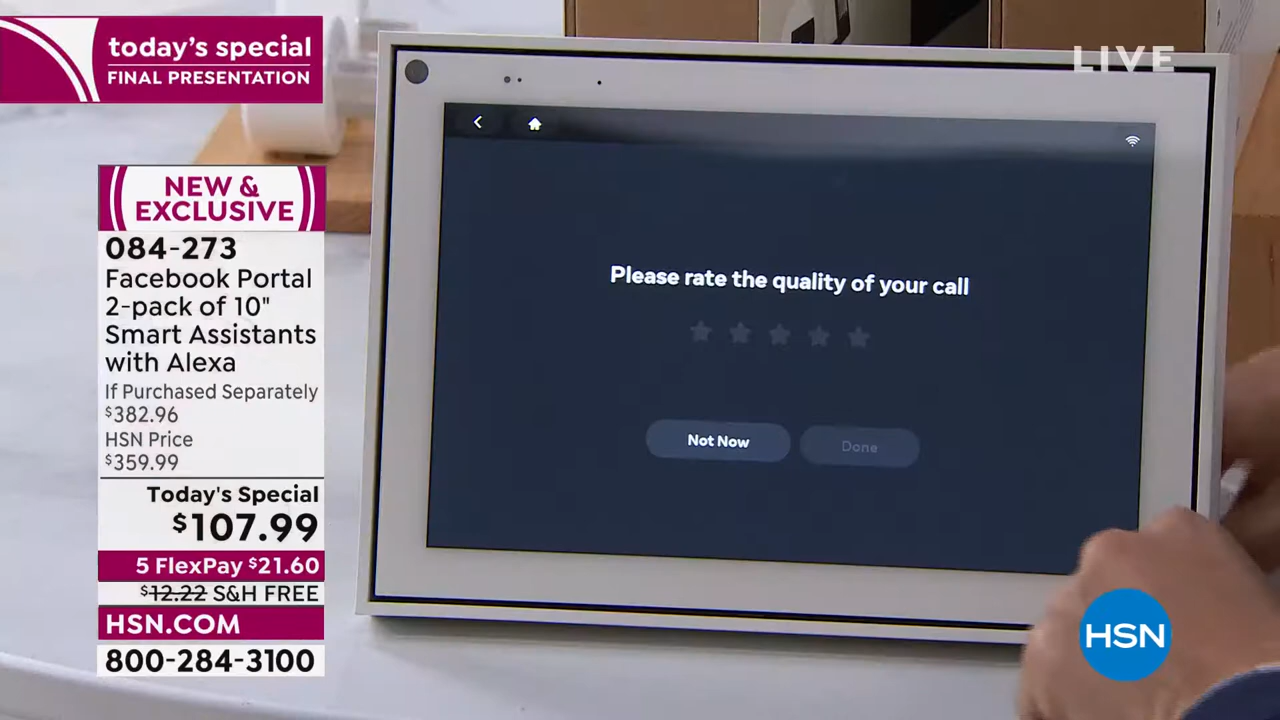 today's special
FINAL PRESENTATION
LIVE
NEW &
EXCLUSIVE
084-273
Facebook Portal
2-pack of 10"
Smart Assistants
with Alexa
If Purchased Separately
$382.96
HSN Price
$359.99
Today's Special
$107.99
5 FlexPay $21.60
$12.22 S&H FREE
HSN.COM
800-284-3100
Please rate the quality of your call
Not Now
Done
HSN